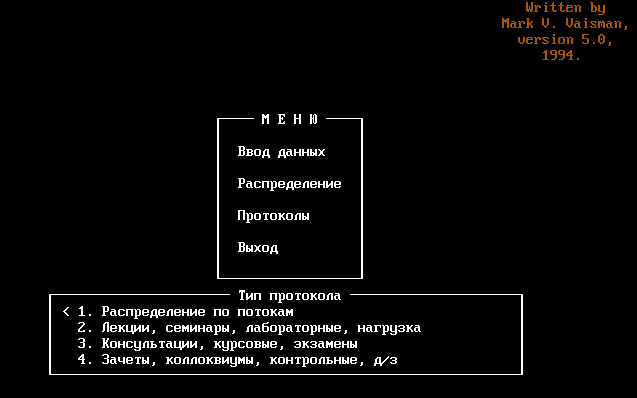 Written by
Mark V. Vaisman,
version 5.0,
1994.
М Е Н Ю
Ввод данных
Распределение
Протоколы
Выход
Тип протокола
< 1. Распределение по потокам
2. Лекции, семинары, лабораторные, нагрузка
3. Консультации, курсовые, экзамены
4. Зачеты, коллоквиумы, контрольные, д/з